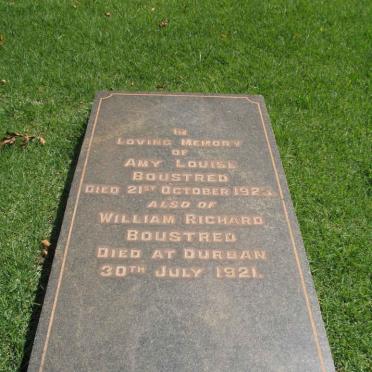 In
Loving Memory
of
Amy Louise
Boustred
Died 21st October 1923.
Also of
William Richard
Boustred
Died at Durban
30th July 1921.